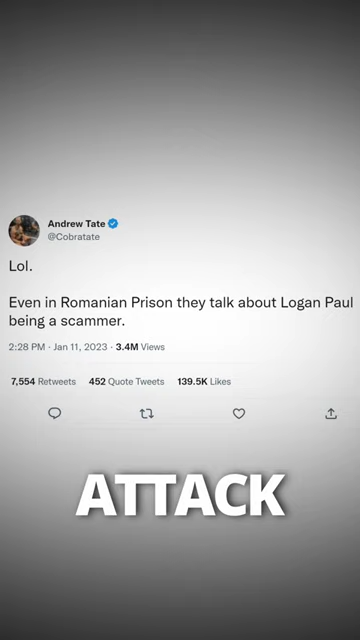 Andrew Tate
@Cobratate
Lol.
Even in Romanian Prison they talk about Logan Paul
being a scammer.
2:28 PM · Jan 11, 2023 · 3.4M Views
7,554 Retweets 452 Quote Tweets 139.5K Likes
ATTACK